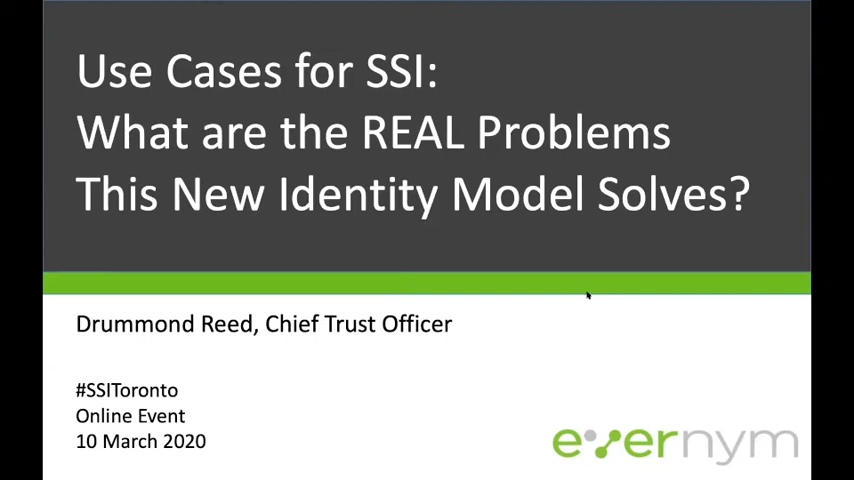 Use Cases for SSI:
What are the REAL Problems
This New Identity Model Solves?
Drummond Reed, Chief Trust Officer
#SSIToronto
Online Event
10 March 2020
evernym